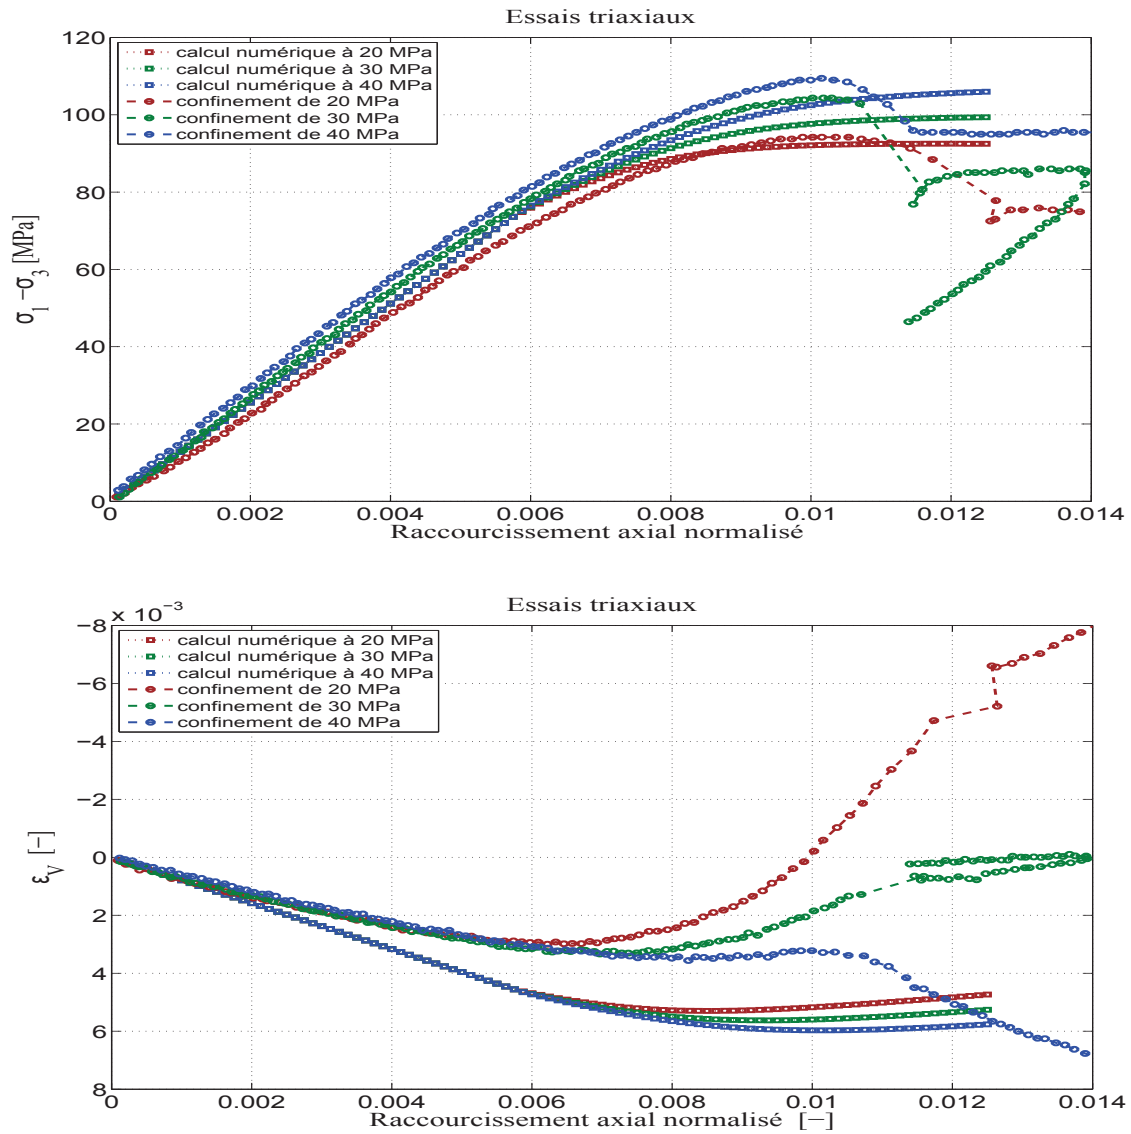 Essais triaxiaux
120
100
80
60
40
20
0
σ1 −σ3 [MPa]
calcul numérique à 20 MPa
calcul numérique à 30 MPa
calcul numérique à 40 MPa
confinement de 20 MPa
confinement de 30 MPa
confinement de 40 MPa
0 0.002 0.004 0.006 0.008 0.01 0.012 0.014
Raccourcissement axial normalisé
Essais triaxiaux
x 10−3
−8
−6
−4
−2
0
2
4
6
8
εV [−]
calcul numérique à 20 MPa
calcul numérique à 30 MPa
calcul numérique à 40 MPa
confinement de 20 MPa
confinement de 30 MPa
confinement de 40 MPa
0 0.002 0.004 0.006 0.008 0.01 0.012 0.014
Raccourcissement axial normalisé [−]